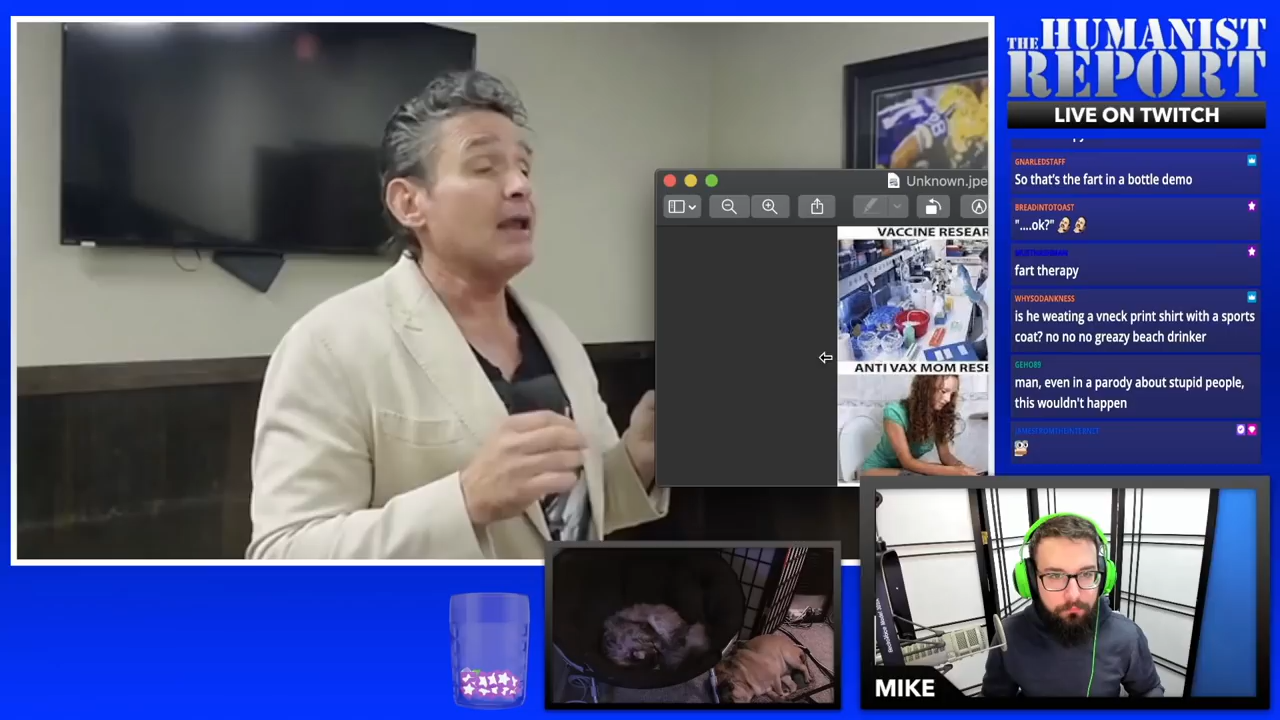 THE HUMANIST
REPORT
LIVE ON TWITCH
GNARLEDSTAFF
So that's the fart in a bottle demo
BREADINTOTOAST
"....ok?"
fart therapy
WHYSODANKNESS
is he weating a vneck print shirt with a sports
coat? no no no greazy beach drinker
GEHO89
man, even in a parody about stupid people,
this wouldn't happen
Unknown.jpe
VACCINE RESEAR
ANTI VAX MOM RESE
MIKE